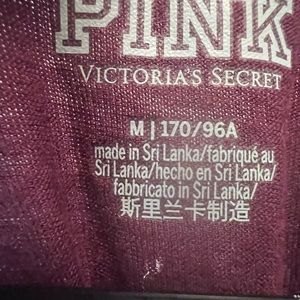 PINK
VICTORIA'S SECRET
M | 170/96A
made in Sri Lanka/fabriqué au
Sri Lanka/hecho en Sri Lanka/
fabbricato in Sri Lanka/
斯里兰卡制造